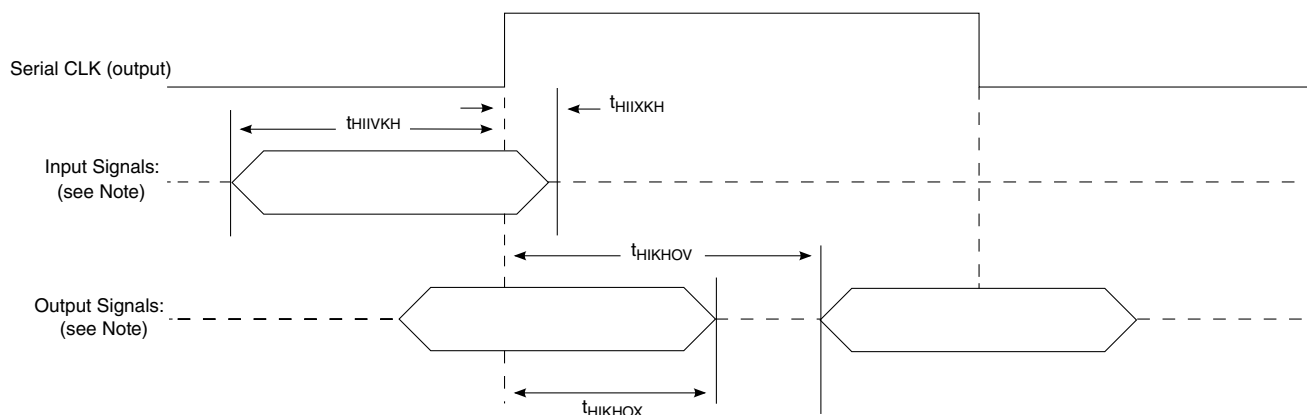 Serial CLK (output)
tHIIXKH
tHIIVKH
Input Signals:
(see Note)
tHIKHOV
Output Signals:
(see Note)
tHIKHOX